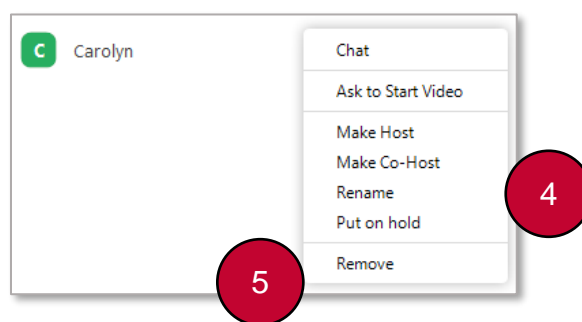 C Carolyn
Chat
Ask to Start Video
Make Host
Make Co-Host
Rename
4
Put on hold
Remove
5